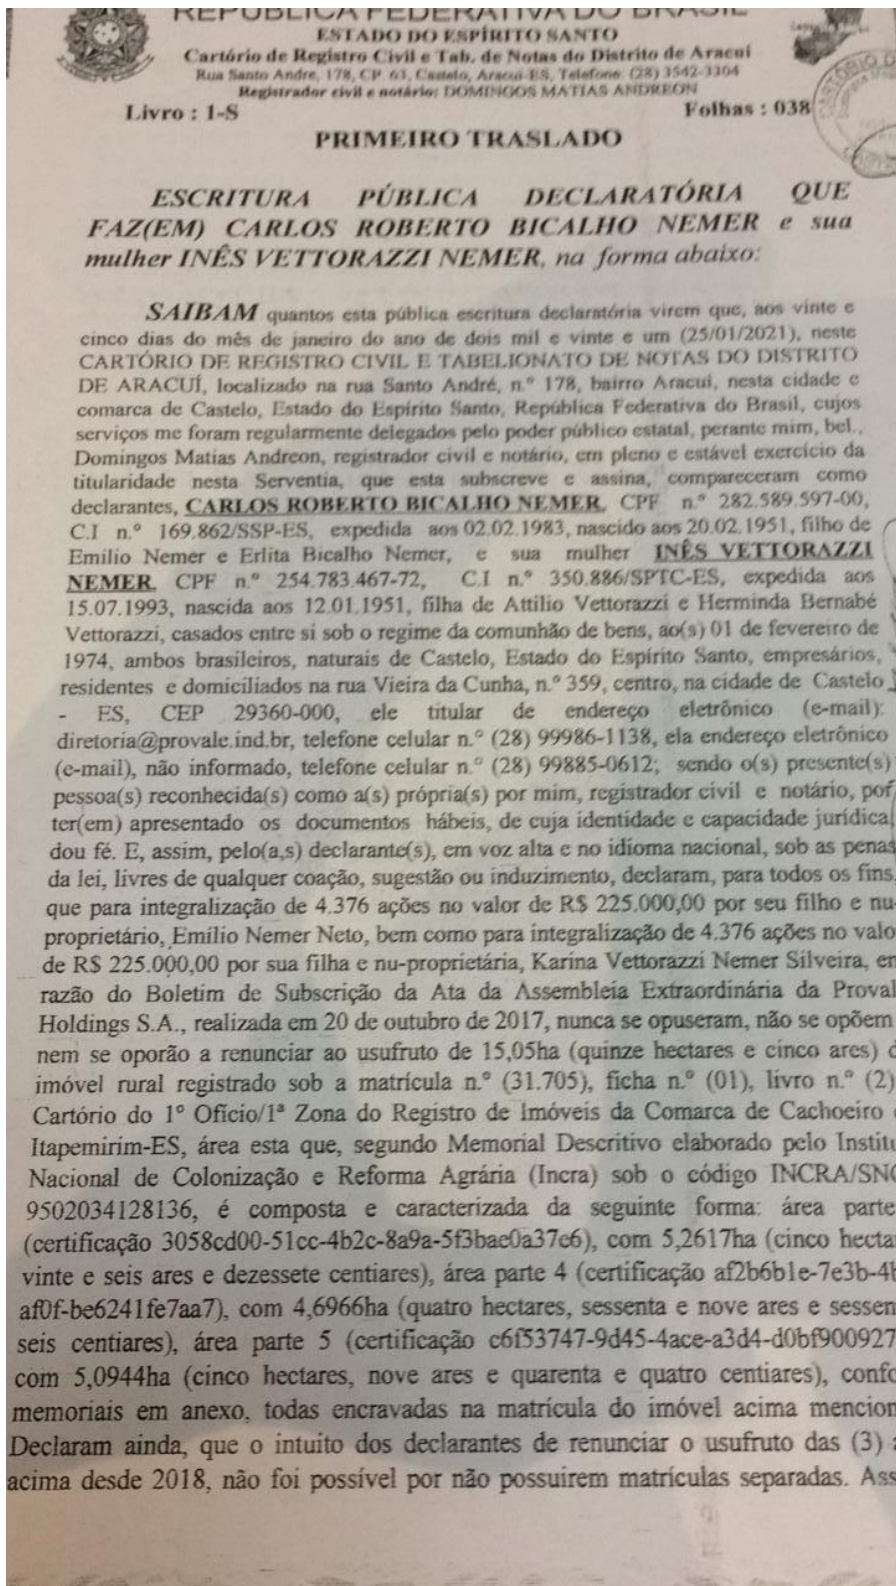 REPÚBLICA FEDERATIVA DO BRASIL
ESTADO DO ESPÍRITO SANTO
Cartório de Registro Civil e Tab. de Notas do Distrito de Aracuí
Rua Santo Andre, 178, CP 63, Castelo, Aracuí-ES, Telefone: (28) 3542-3304
Registrador civil e notário: DOMINGOS MATIAS ANDREON
Livro : 1-S Folhas : 038
PRIMEIRO TRASLADO
ESCRITURA PÚBLICA DECLARATÓRIA QUE
FAZ(EM) CARLOS ROBERTO BICALHO NEMER e sua
mulher INÊS VETTORAZZI NEMER, na forma abaixo:
SAIBAM quantos esta pública escritura declaratória virem que, aos vinte e
cinco dias do mês de janeiro do ano de dois mil e vinte e um (25/01/2021), neste
CARTÓRIO DE REGISTRO CIVIL E TABELIONATO DE NOTAS DO DISTRITO
DE ARACUÍ, localizado na rua Santo André, n.º 178, bairro Aracui, nesta cidade e
comarca de Castelo, Estado do Espírito Santo, República Federativa do Brasil, cujos
serviços me foram regularmente delegados pelo poder público estatal, perante mim, bel.,
Domingos Matias Andreon, registrador civil e notário, em pleno e estável exercício da
titularidade nesta Serventia, que esta subscreve e assina, compareceram como
declarantes, CARLOS ROBERTO BICALHO NEMER, CPF n.º 282.589.597-00,
C.I n.º 169.862/SSP-ES, expedida aos 02.02.1983, nascido aos 20.02.1951, filho de
Emilio Nemer e Erlita Bicalho Nemer, e sua mulher INÊS VETTORAZZI
NEMER, CPF n.º 254.783.467-72, C.I n.º 350.886/SPTC-ES, expedida aos
15.07.1993, nascida aos 12.01.1951, filha de Attilio Vettorazzi e Herminda Bernabé
Vettorazzi, casados entre si sob o regime da comunhão de bens, ao(s) 01 de fevereiro de
1974, ambos brasileiros, naturais de Castelo, Estado do Espírito Santo, empresários,
residentes e domiciliados na rua Vieira da Cunha, n.º 359, centro, na cidade de Castelo
- ES, CEP 29360-000, ele titular de endereço eletrônico (e-mail):
diretoria@provale.ind.br, telefone celular n.º (28) 99986-1138, ela endereço eletrônico
(e-mail), não informado, telefone celular n.º (28) 99885-0612; sendo o(s) presente(s)
pessoa(s) reconhecida(s) como a(s) própria(s) por mim, registrador civil e notário, por
ter(em) apresentado os documentos hábeis, de cuja identidade e capacidade jurídica,
dou fé. E, assim, pelo(a,s) declarante(s), em voz alta e no idioma nacional, sob as penas
da lei, livres de qualquer coação, sugestão ou induzimento, declaram, para todos os fins,
que para integralização de 4.376 ações no valor de R$ 225.000,00 por seu filho e nu-
proprietário, Emílio Nemer Neto, bem como para integralização de 4.376 ações no valo
de R$ 225.000,00 por sua filha e nu-proprietária, Karina Vettorazzi Nemer Silveira, en
razão do Boletim de Subscrição da Ata da Assembleia Extraordinária da Proval
Holdings S.A., realizada em 20 de outubro de 2017, nunca se opuseram, não se opõem
nem se oporão a renunciar ao usufruto de 15,05ha (quinze hectares e cinco ares) d
imóvel rural registrado sob a matrícula n.º (31.705), ficha n.º (01), livro n.º (2)
Cartório do 1º Ofício/1ª Zona do Registro de Imóveis da Comarca de Cachoeiro
Itapemirim-ES, área esta que, segundo Memorial Descritivo elaborado pelo Institu
Nacional de Colonização e Reforma Agrária (Incra) sob o código INCRA/SNC
9502034128136, é composta e caracterizada da seguinte forma: área parte
(certificação 3058cd00-51cc-4b2c-8a9a-5f3bae0a37e6), com 5,2617ha (cinco hectar
vinte e seis ares e dezessete centiares), área parte 4 (certificação af2b6b1e-7e3b-4b
af0f-be6241fe7aa7), com 4,6966ha (quatro hectares, sessenta e nove ares e sessen
seis centiares), área parte 5 (certificação c6f53747-9d45-4ace-a3d4-d0bf900927
com 5,0944ha (cinco hectares, nove ares e quarenta e quatro centiares), confo
memoriais em anexo, todas encravadas na matrícula do imóvel acima mencion
Declaram ainda, que o intuito dos declarantes de renunciar o usufruto das (3) á
acima desde 2018, não foi possível por não possuirem matrículas separadas. Ass